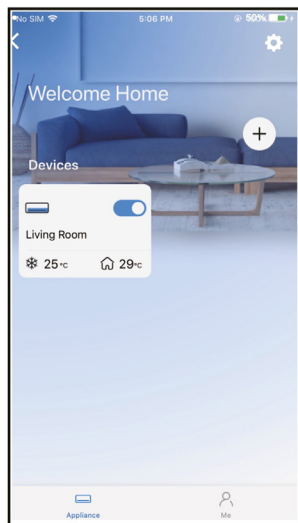 No SIM 5:06 PM 50%
Welcome Home
Devices
Living Room
25°C 29°C
Appliance Me